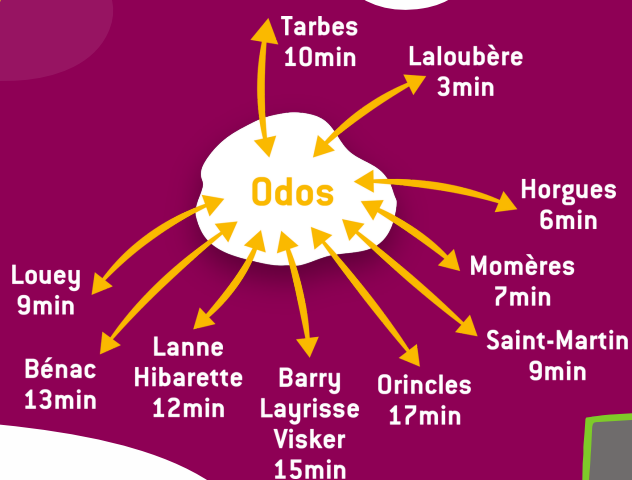 Tarbes
10min
Laloubère
3min
Odos
Horgues
6min
Momères
7min
Saint-Martin
9min
Louey
9min
Bénac
13min
Lanne
Hibarette
12min
Barry
Layrisse
Visker
15min
Orincles
17min